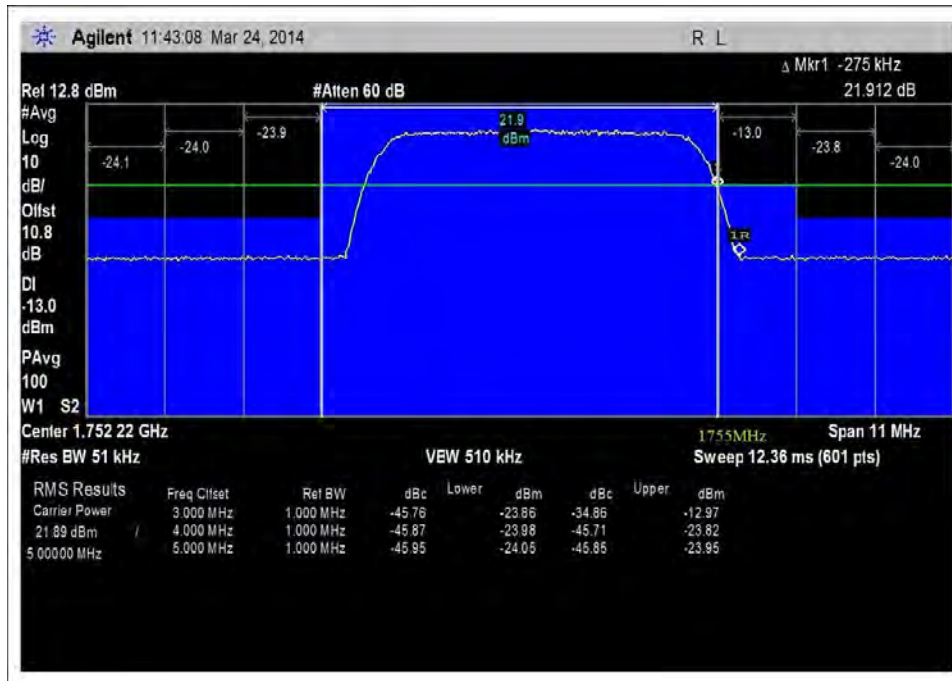 Agilent 11:43:08 Mar 24, 2014 R L
Δ Mkr1 -275 kHz
Ref 12.8 dBm #Atten 60 dB 21.912 dB
#Avg
Log
10
dB/
Offst
10.8
dB
DI
-13.0
dBm
PAvg
100
W1 S2
-24.1 -24.0 -23.9 21.9 dBm -13.0 -23.8 -24.0
1R
Center 1.752 22 GHz 1755MHz Span 11 MHz
#Res BW 51 kHz VBW 510 kHz Sweep 12.36 ms (601 pts)
RMS Results Freq Offset Ref BW dBc Lower dBm dBc Upper dBm
Carrier Power 3.000 MHz 1.000 MHz -45.76 -23.86 -34.86 -12.97
21.89 dBm / 4.000 MHz 1.000 MHz -45.87 -23.98 -45.71 -23.82
5.00000 MHz 5.000 MHz 1.000 MHz -45.95 -24.05 -45.85 -23.95